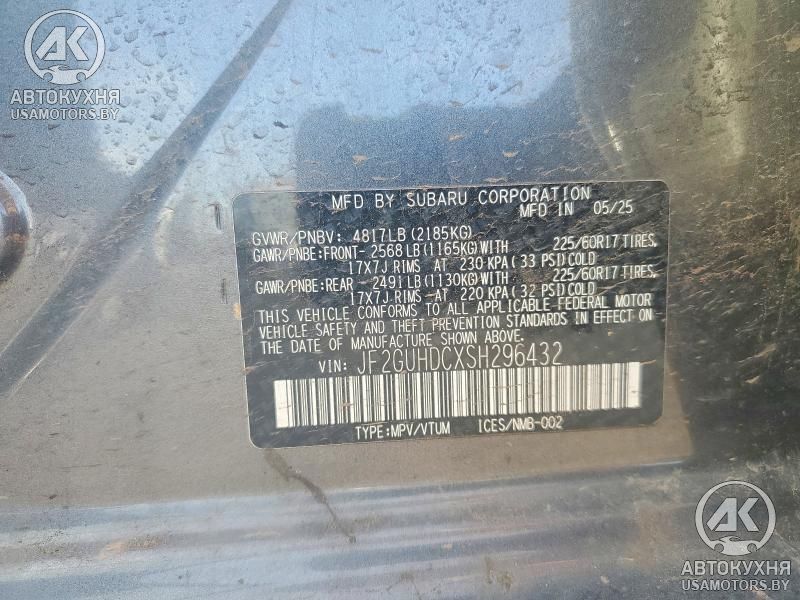 AK
АВТОКУХНЯ
USAMOTORS.BY
MFD BY SUBARU CORPORATION
MFD IN 05/25
GVWR/PNBV: 4817LB (2185KG)
GAWR/PNBE:FRONT- 2568 LB(1165KG)WITH 225/60R17 TIRES,
17X7J RIMS AT 230 KPA (33 PSI)COLD
GAWR/PNBE:REAR - 2491LB(1130KG)WITH 225/60R17 TIRES,
17X7J RIMS AT 220 KPA(32 PSI)COLD
THIS VEHICLE CONFORMS TO ALL APPLICABLE FEDERAL MOTOR
VEHICLE SAFETY AND THEFT PREVENTION STANDARDS IN EFFECT ON
THE DATE OF MANUFACTURE SHOWN ABOVE.
VIN: JF2GUHDCXSH296432
TYPE:MPV/VTUM ICES/NMB-002
AK
АВТОКУХНЯ
USAMOTORS.BY